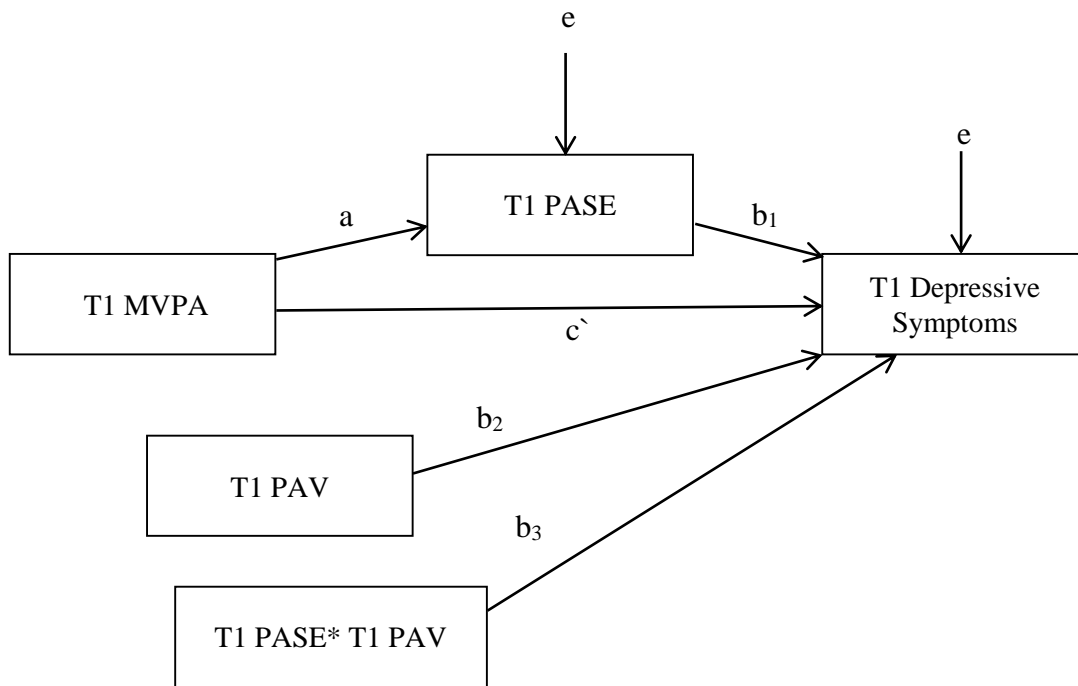 e
e
T1 PASE
a
b₁
T1 MVPA
T1 Depressive
Symptoms
c`
b₂
T1 PAV
b₃
T1 PASE* T1 PAV